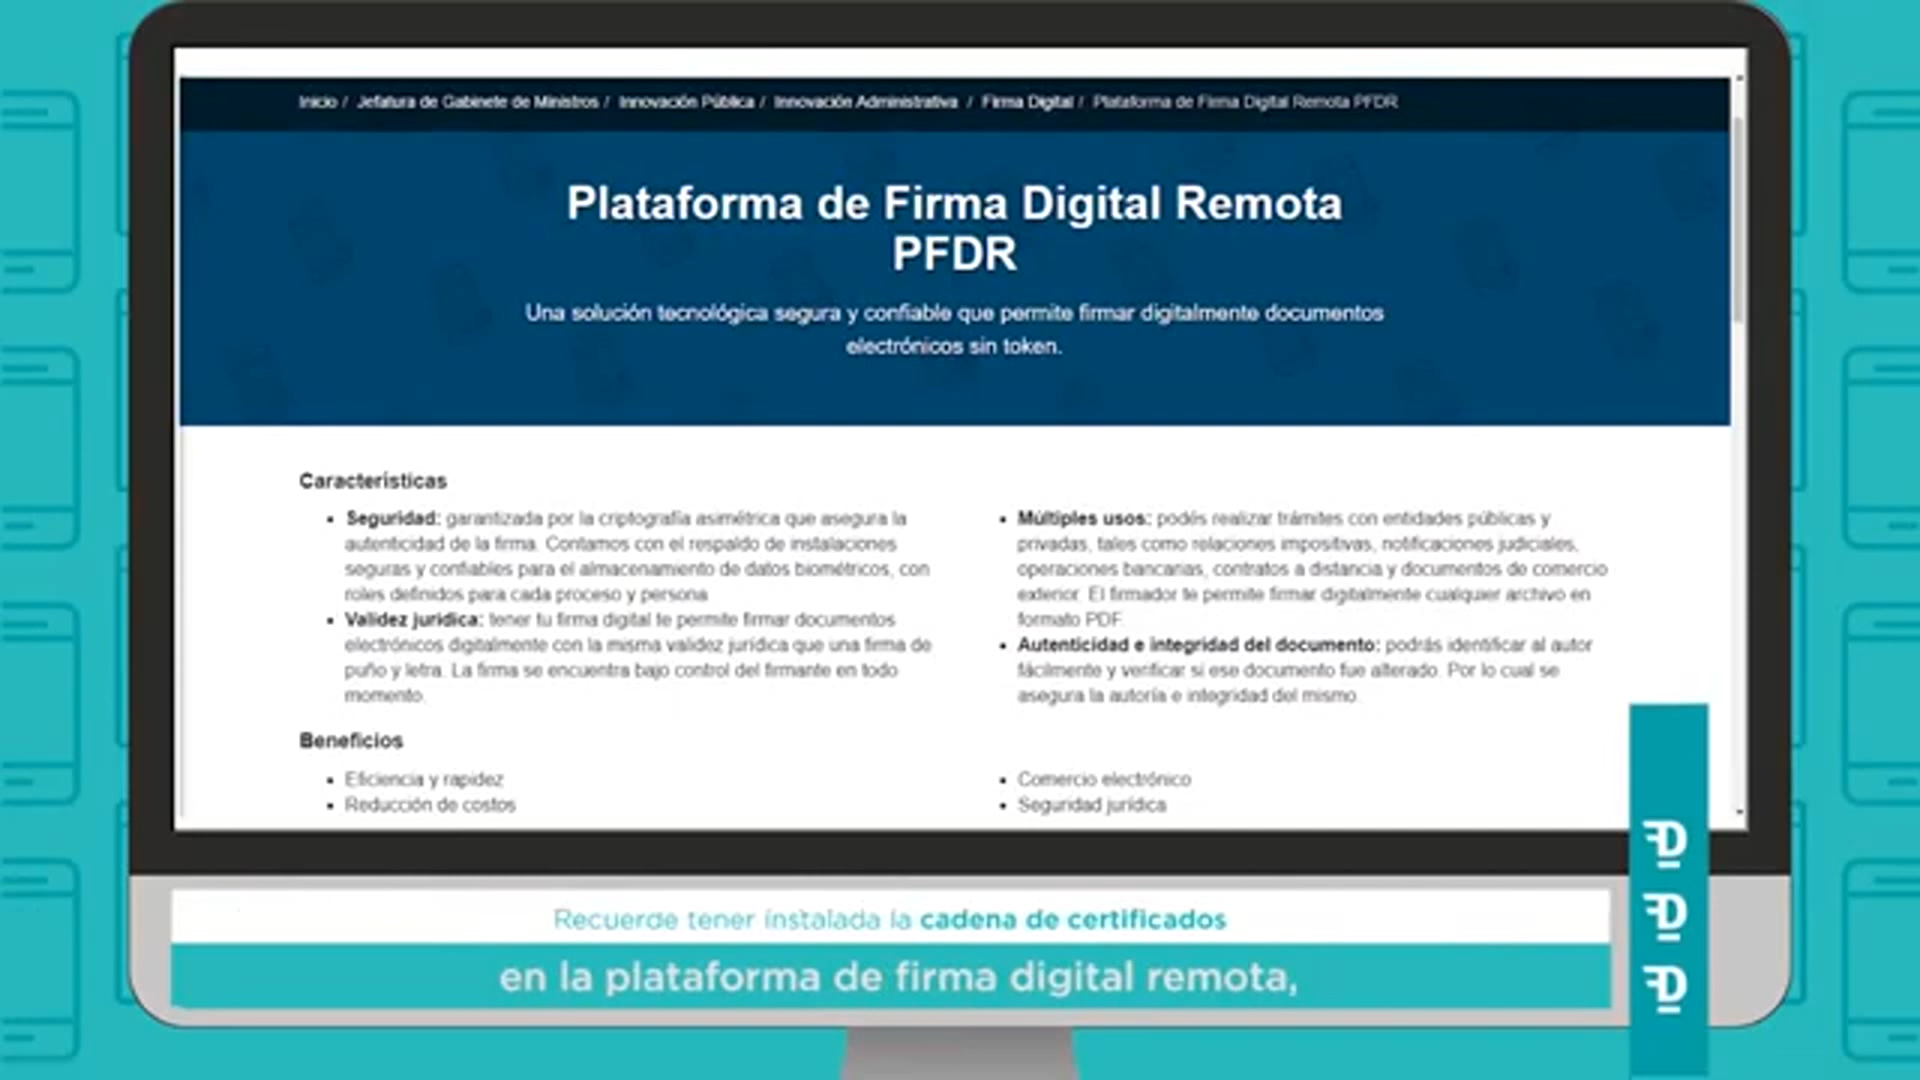 Inicio / Jefatura de Gabinete de Ministros / Innovación Pública / Innovación Administrativa / Firma Digital / Plataforma de Firma Digital Remota PFDR
Plataforma de Firma Digital Remota
PFDR
Una solución tecnológica segura y confiable que permite firmar digitalmente documentos
electrónicos sin token.
Características
• Seguridad: garantizada por la criptografía asimétrica que asegura la
autenticidad de la firma. Contamos con el respaldo de instalaciones
seguras y confiables para el almacenamiento de datos biométricos, con
roles definidos para cada proceso y persona
• Validez jurídica: tener tu firma digital te permite firmar documentos
electrónicos digitalmente con la misma validez jurídica que una firma de
puño y letra. La firma se encuentra bajo control del firmante en todo
momento.
• Múltiples usos: podés realizar trámites con entidades públicas y
privadas, tales como relaciones impositivas, notificaciones judiciales,
operaciones bancarias, contratos a distancia y documentos de comercio
exterior. El firmador te permite firmar digitalmente cualquier archivo en
formato PDF.
• Autenticidad e integridad del documento: podrás identificar al autor
fácilmente y verificar si ese documento fue alterado. Por lo cual se
asegura la autoría e integridad del mismo.
Beneficios
• Eficiencia y rapidez
• Reducción de costos
• Comercio electrónico
• Seguridad jurídica
Recuerde tener instalada la cadena de certificados
en la plataforma de firma digital remota,